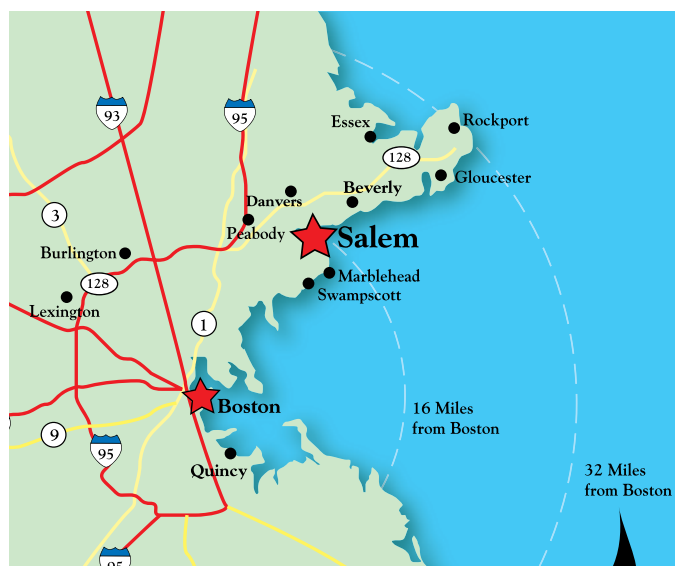 93
95
Essex
Rockport
128
Gloucester
Danvers
Beverly
3
Peabody
Salem
Burlington
Marblehead
128
Swampscott
Lexington
1
Boston
16 Miles
from Boston
9
95
Quincy
32 Miles
from Boston
95